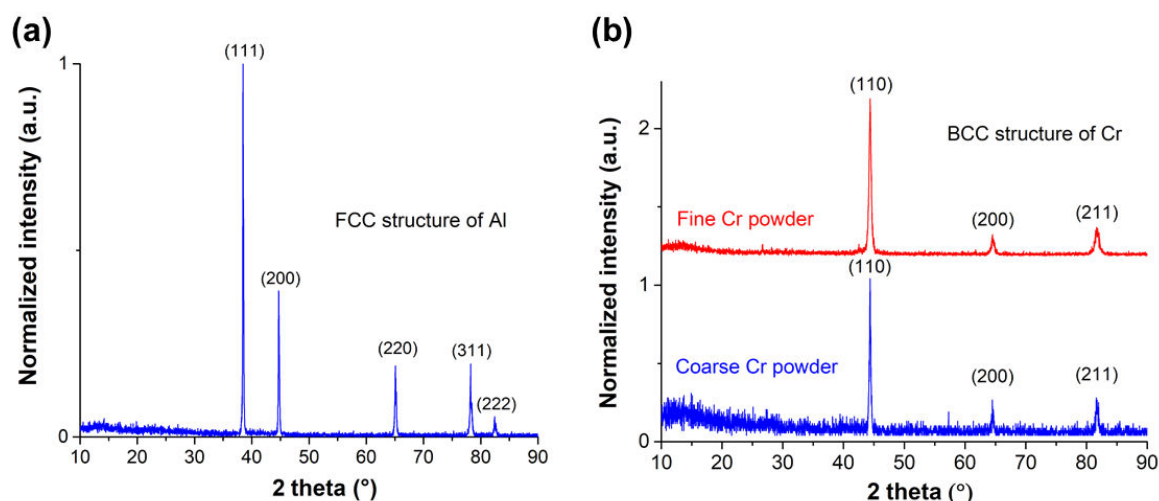 (a)
Normalized intensity (a.u.)
1
0
(111)
(200)
(220)
(311)
(222)
FCC structure of Al
10 20 30 40 50 60 70 80 90
2 theta (°)
(b)
Normalized intensity (a.u.)
2
1
0
(110)
BCC structure of Cr
Fine Cr powder
(200)
(211)
(110)
Coarse Cr powder
(200)
(211)
10 20 30 40 50 60 70 80 90
2 theta (°)